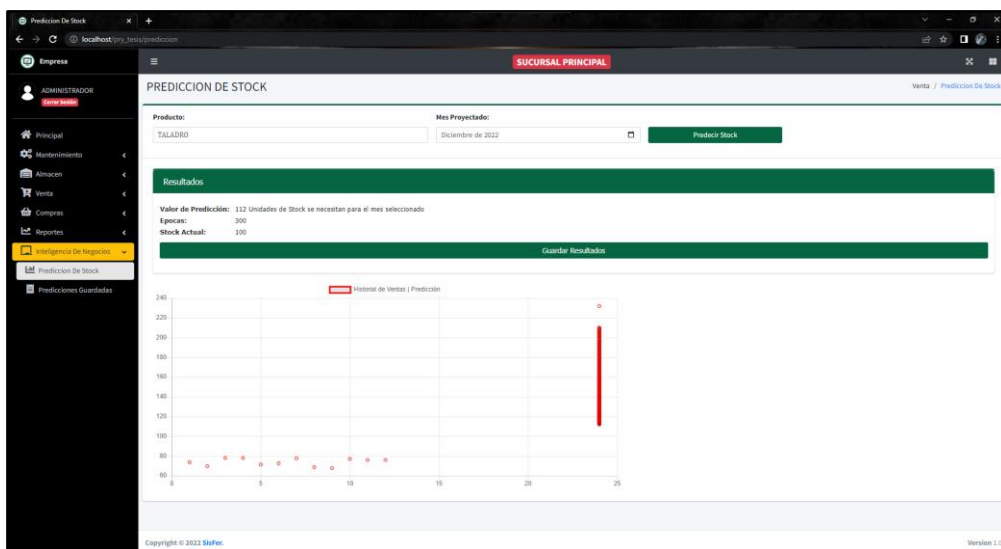 Prediccion De Stock
localhost/pry_tesis/prediccion
Empresa
SUCURSAL PRINCIPAL
ADMINISTRADOR
Cerrar Sesión
PREDICCION DE STOCK
Venta / Prediccion De Stock
Principal
Mantenimiento
Almacen
Venta
Compras
Reportes
Inteligencia De Negocios
Prediccion De Stock
Predicciones Guardadas
Producto:
Mes Proyectado:
TALADRO
Diciembre de 2022
Predecir Stock
Resultados
Valor de Predicción: 112 Unidades de Stock se necesitan para el mes seleccionado
Epocas: 300
Stock Actual: 100
Guardar Resultados
Historial de Ventas | Predicción
240
220
200
180
160
140
120
100
80
60
0 5 10 15 20 25
Copyright © 2022 SisFer.
Version 1.0